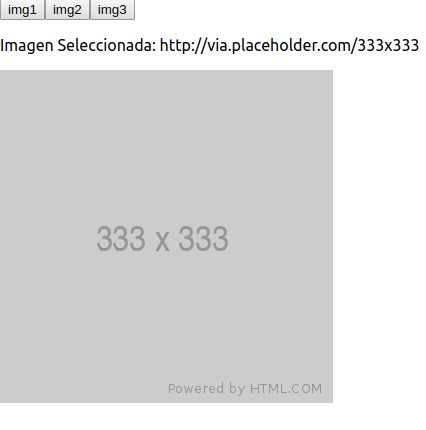 img1 img2 img3
Imagen Seleccionada: http://via.placeholder.com/333x333
333 x 333
Powered by HTML.COM